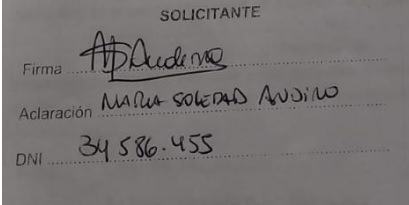 SOLICITANTE
Firma
Aclaración MARIA SOLEDAD ANDINO
DNI 34 586.455